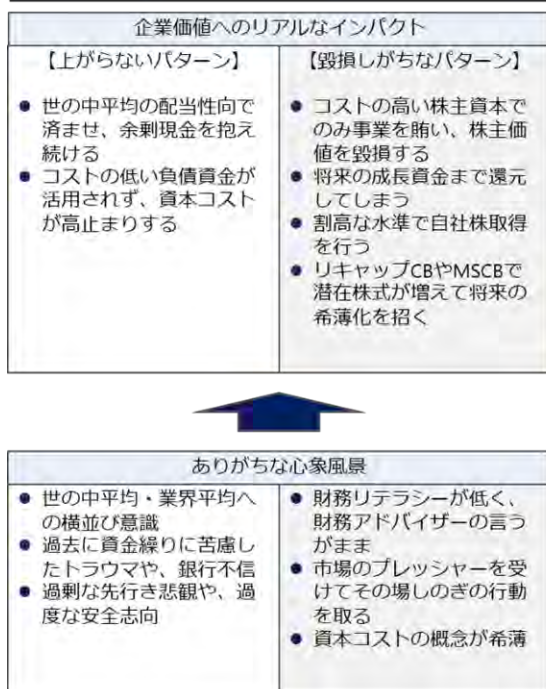 企業価値へのリアルなインパクト
【上がらないパターン】
● 世の中平均の配当性向で
済ませ、余剰現金を抱え
続ける
● コストの低い負債資金が
活用されず、資本コスト
が高止まりする
【毀損しがちなパターン】
● コストの高い株主資本で
のみ事業を賄い、株主価
値を毀損する
● 将来の成長資金まで還元
してしまう
● 割高な水準で自社株取得
を行う
● リキャップCBやMSCBで
潜在株式が増えて将来の
希薄化を招く
ありがちな心象風景
● 世の中平均・業界平均へ
の横並び意識
● 過去に資金繰りに苦慮し
たトラウマや、銀行不信
● 過剰な先行き悲観や、過
度な安全志向
● 財務リテラシーが低く、
財務アドバイザーの言う
がまま
● 市場のプレッシャーを受
けてその場しのぎの行動
を取る
● 資本コストの概念が希薄